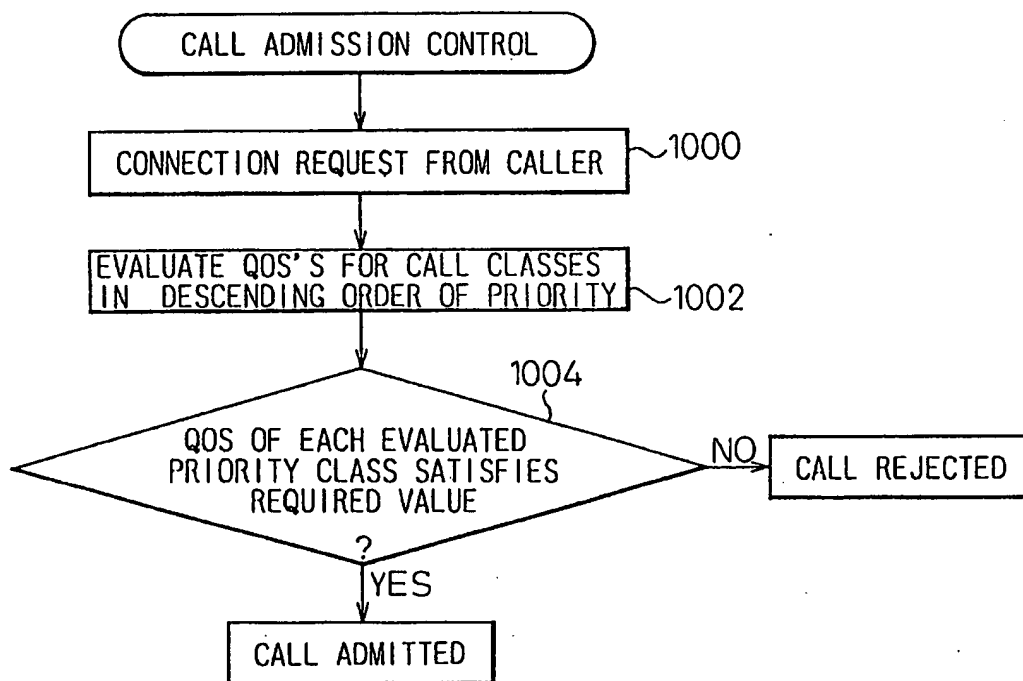 CALL ADMISSION CONTROL
CONNECTION REQUEST FROM CALLER
1000
EVALUATE QOS'S FOR CALL CLASSES
IN DESCENDING ORDER OF PRIORITY
1002
1004
QOS OF EACH EVALUATED
PRIORITY CLASS SATISFIES
REQUIRED VALUE
?
NO
CALL REJECTED
YES
CALL ADMITTED